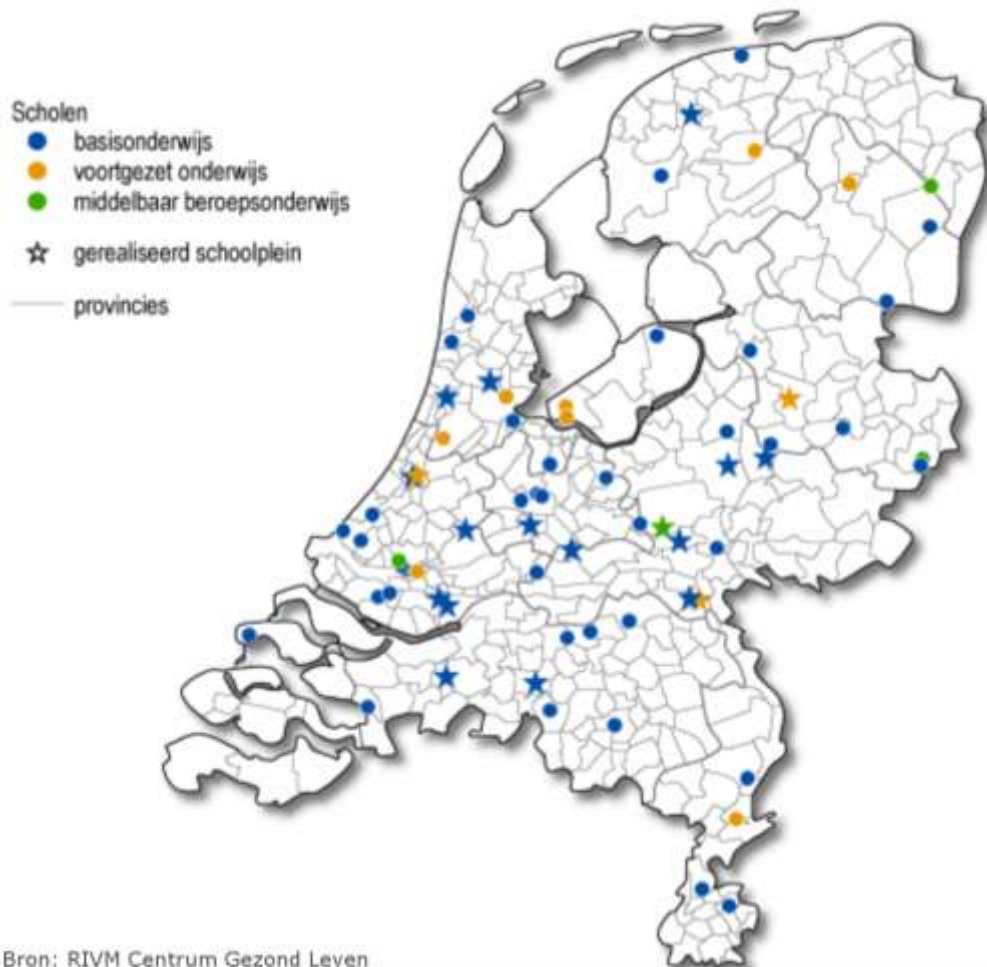 Scholen
basisonderwijs
voortgezet onderwijs
middelbaar beroepsonderwijs
gerealiseerd schoolplein
provincies
Bron: RIVM Centrum Gezond Leven